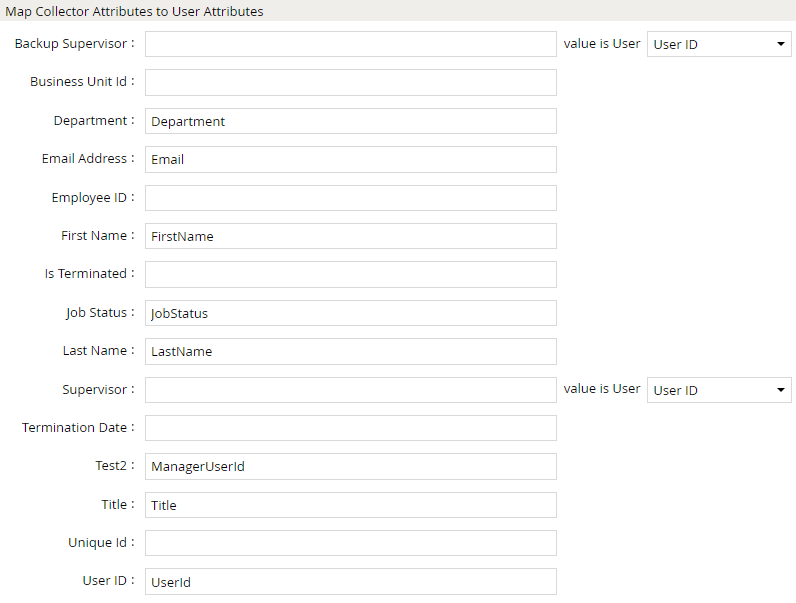 Map Collector Attributes to User Attributes
Backup Supervisor : value is User User ID
Business Unit Id :
Department : Department
Email Address : Email
Employee ID :
First Name : FirstName
Is Terminated :
Job Status : JobStatus
Last Name : LastName
Supervisor : value is User User ID
Termination Date :
Test2 : ManagerUserId
Title : Title
Unique Id :
User ID : UserId